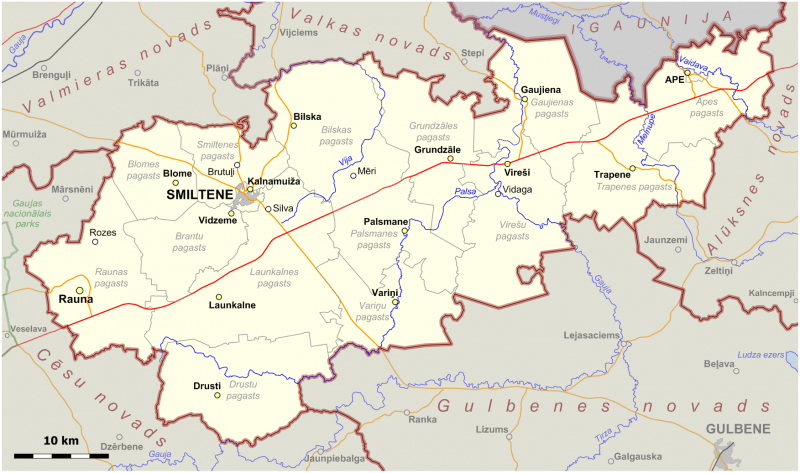 IGAUNIJA
Valkas novads
Valmieras novads
Gauja
Vījciems
Mustjegi
Stepi
Vaidava
APE
Apes
pagasts
Brenguļi
Trikāta
Plāņi
Gaujiena
Gaujienas
pagasts
Melnupe
Bilska
Bilskas
pagasts
Grundzāles
pagasts
Grundzāle
Mūrmuiža
Smiltenes
pagasts
Blomes
pagasts
Blome
Brutuļi
Kalnamuiža
SMILTENE
Vija
Mēri
Vireši
Vidaga
Trapene
Trapenes pagasts
Mārsnēni
Gaujas
nacionālais
parks
Vidzeme
Silva
Palsa
Palsmane
Palsmanes
pagasts
Virešu
pagasts
Alūksnes novads
Jaunzemi
Zeltiņi
Rozes
Brantu
pagasts
Raunas
pagasts
Rauna
Launkalnes
pagasts
Launkalne
Variņi
Variņu
pagasts
Gauja
Kalncempji
Veselava
Lejasciems
Cēsu novads
Drusti
Drustu
pagasts
Beļava
Ludza ezers
Ranka
Gulbenes novads
Lizums
Tirza
GULBENE
10 km
Dzērbene
Gauja
Jaunpiebalga
Galgauska